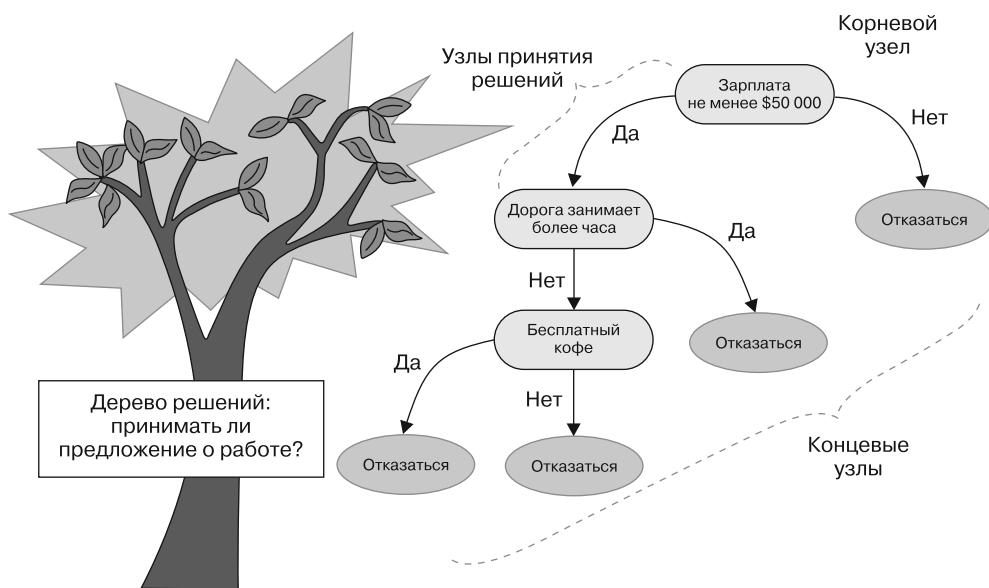 Корневой
узел
Узлы принятия
решений
Зарплата
не менее $50 000
Да
Нет
Дорога занимает
более часа
Отказаться
Да
Нет
Бесплатный
кофе
Отказаться
Да
Нет
Дерево решений:
принимать ли
предложение о работе?
Отказаться
Отказаться
Концевые
узлы